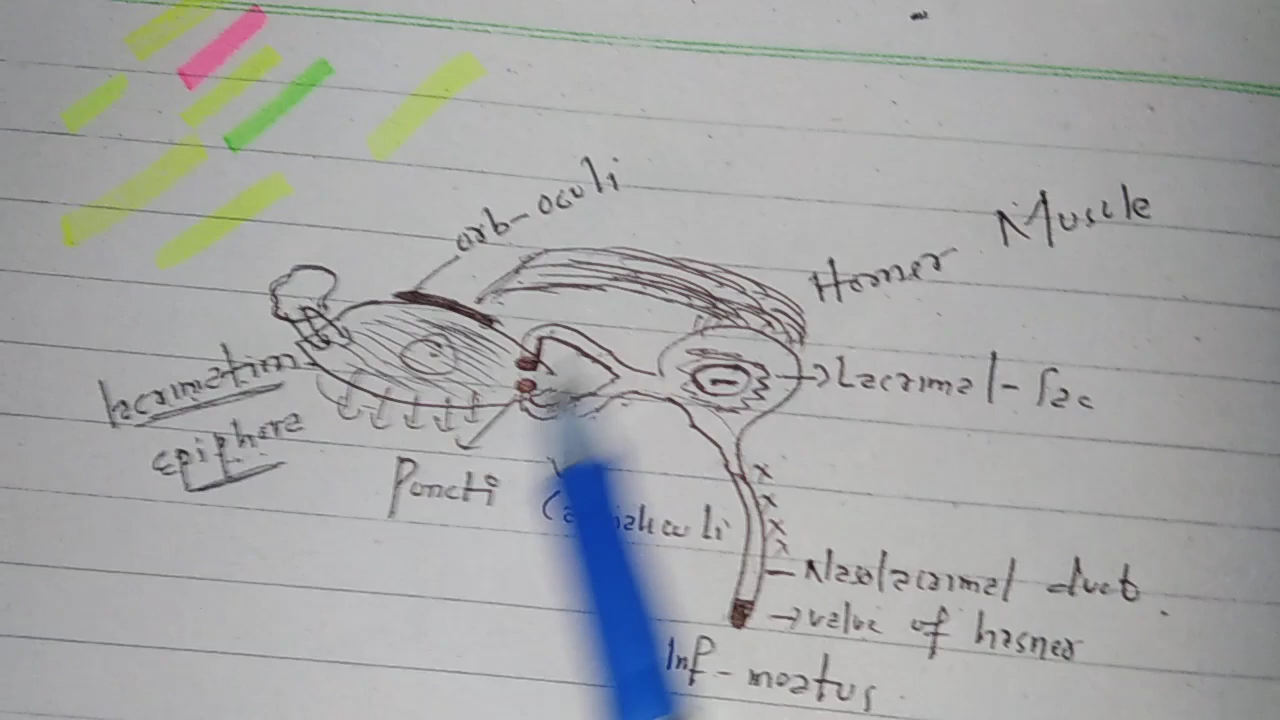 orb-oculi
Horner Muscle
lacrimation
epiphora
Lacrimal-Sac
Puncti
Nasolacrimal duct.
→ valve of hasner
Inf-meatus